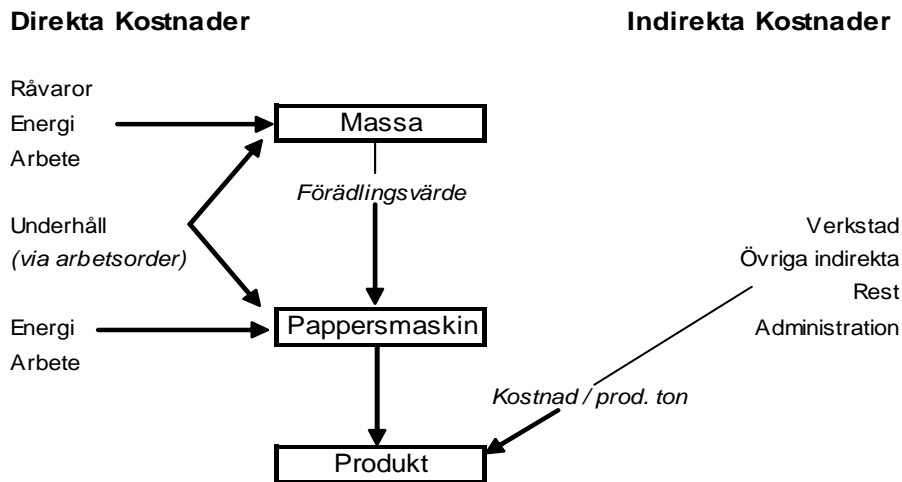 Direkta Kostnader
Indirekta Kostnader
Råvaror
Energi
Arbete
Massa
Förädlingsvärde
Underhåll
(via arbetsorder)
Verkstad
Övriga indirekta
Rest
Administration
Energi
Arbete
Pappersmaskin
Kostnad / prod. ton
Produkt